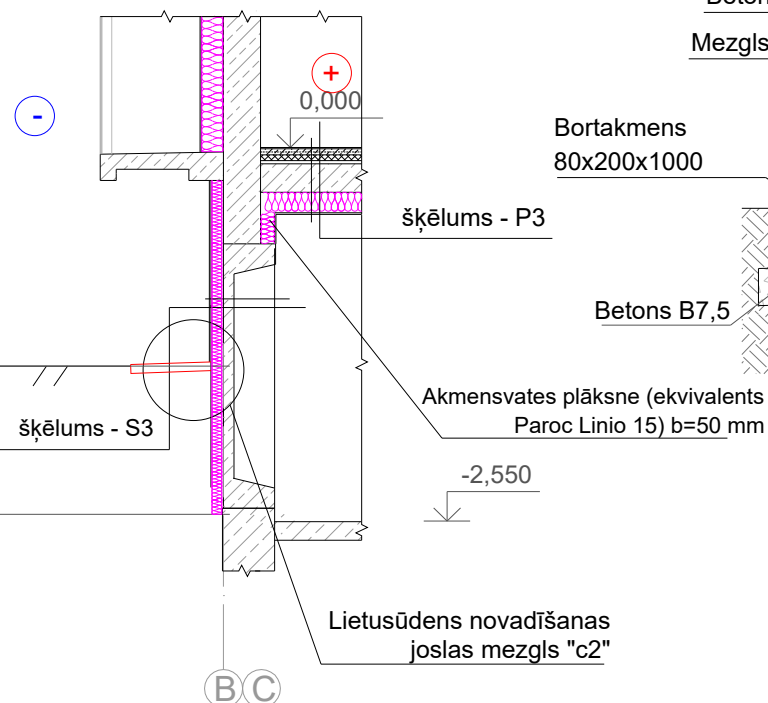 Mezgls
-
+
0,000
Bortakmens
80x200x1000
šķēlums - P3
Betons B7,5
Akmensvates plāksne (ekvivalents
Paroc Linio 15) b=50 mm
šķēlums - S3
-2,550
Lietusūdens novadīšanas
joslas mezgls "c2"
B C